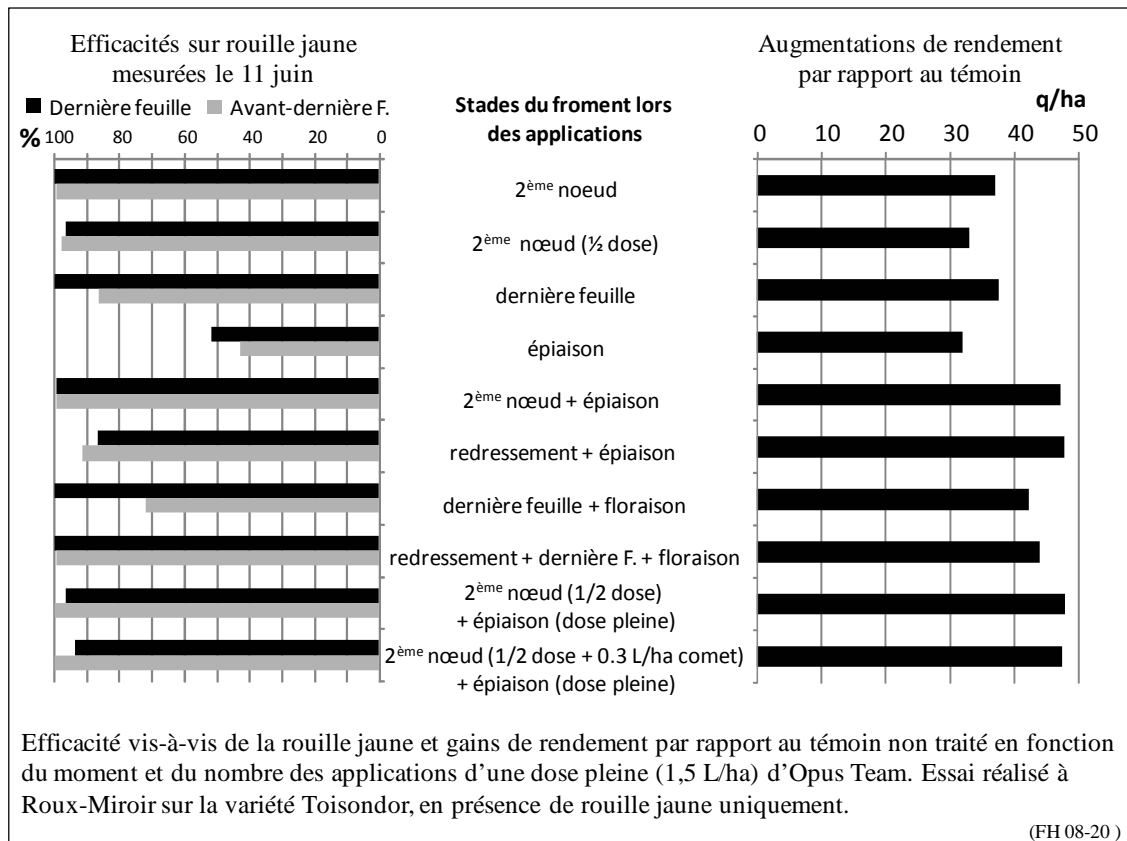 Efficacités sur rouille jaune
mesurées le 11 juin
Augmentations de rendement
par rapport au témoin
Dernière feuille Avant-dernière F.
Stades du froment lors
des applications
q/ha
% 100 80 60 40 20 0
0 10 20 30 40 50
2ème noeud
2ème nœud (½ dose)
dernière feuille
épiaison
2ème nœud + épiaison
redressement + épiaison
dernière feuille + floraison
redressement + dernière F. + floraison
2ème nœud (1/2 dose)
+ épiaison (dose pleine)
2ème nœud (1/2 dose + 0.3 L/ha comet)
+ épiaison (dose pleine)
Efficacité vis-à-vis de la rouille jaune et gains de rendement par rapport au témoin non traité en fonction
du moment et du nombre des applications d'une dose pleine (1,5 L/ha) d'Opus Team. Essai réalisé à
Roux-Miroir sur la variété Toisondor, en présence de rouille jaune uniquement.
(FH 08-20 )